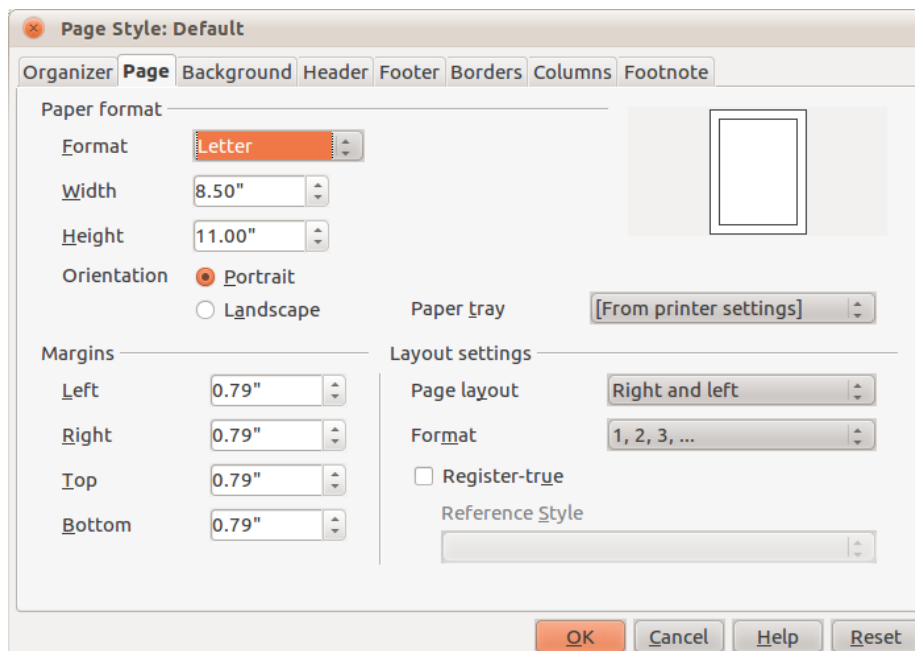 Page Style: Default
Organizer Page Background Header Footer Borders Columns Footnote
Paper format
Format Letter
Width 8.50"
Height 11.00"
Orientation Portrait
Landscape
Paper tray [From printer settings]
Margins
Left 0.79"
Right 0.79"
Top 0.79"
Bottom 0.79"
Layout settings
Page layout Right and left
Format 1, 2, 3, ...
Register-true
Reference Style
OK Cancel Help Reset